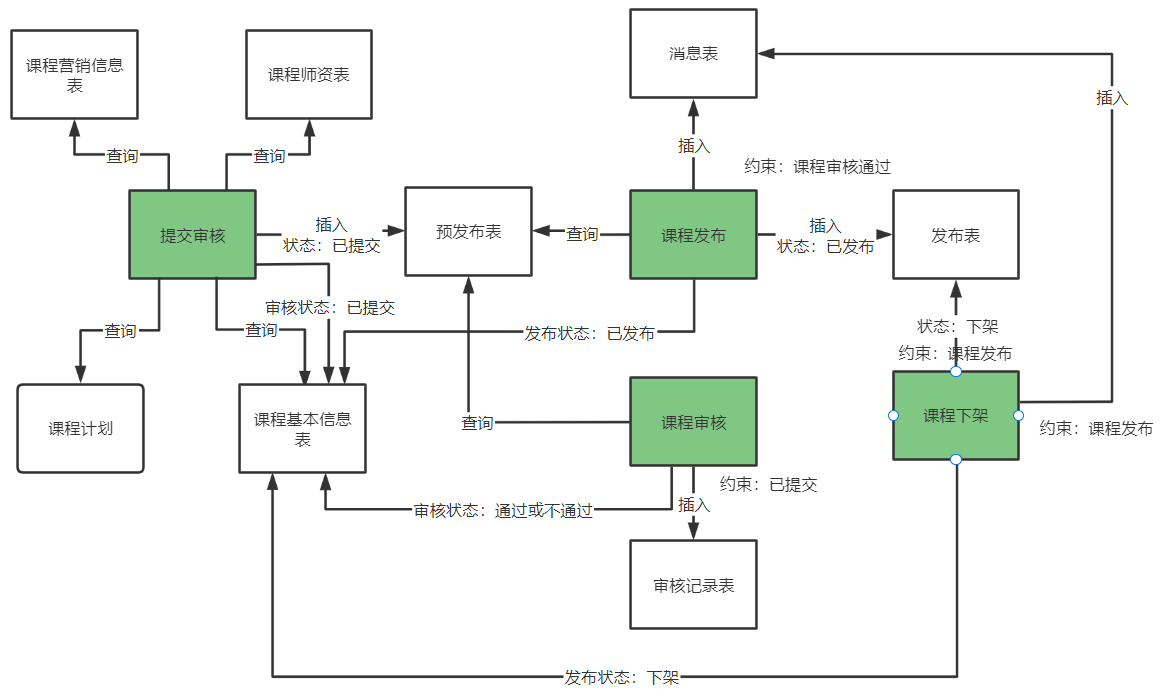 消息表
课程营销信息
表
课程师资表
插入
插入
查询
查询
约束：课程审核通过
提交审核
插入
状态：已提交
预发布表
查询
课程发布
插入
状态：已发布
发布表
审核状态：已提交
查询
查询
发布状态：已发布
状态：下架
约束：课程发布
课程计划
课程基本信息
表
查询
课程审核
课程下架
约束：课程发布
约束：已提交
审核状态：通过或不通过
插入
审核记录表
发布状态：下架